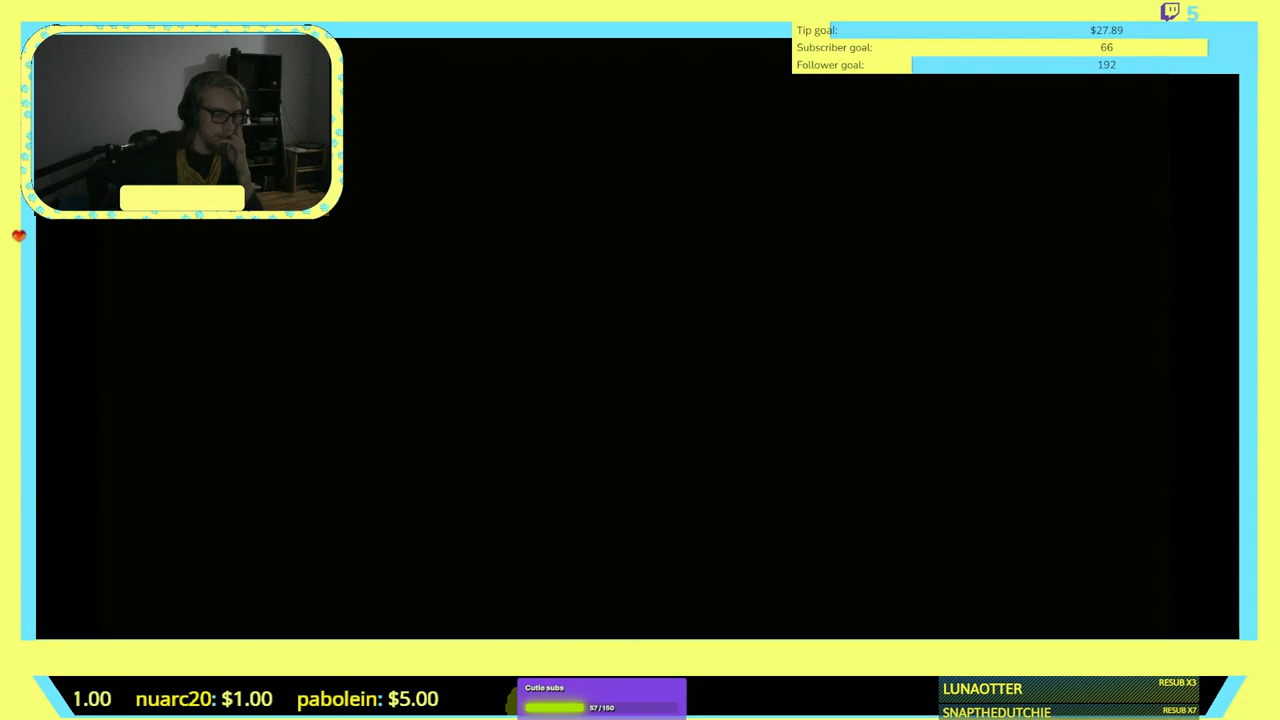 5
Tip goal: $27.89
Subscriber goal: 66
Follower goal: 192
1.00 nuarc20: $1.00 pabolein: $5.00
Cutie subs
57 / 150
LUNAOTTER RESUB X3
SNAPTHEDUTCHIE RESUB X7